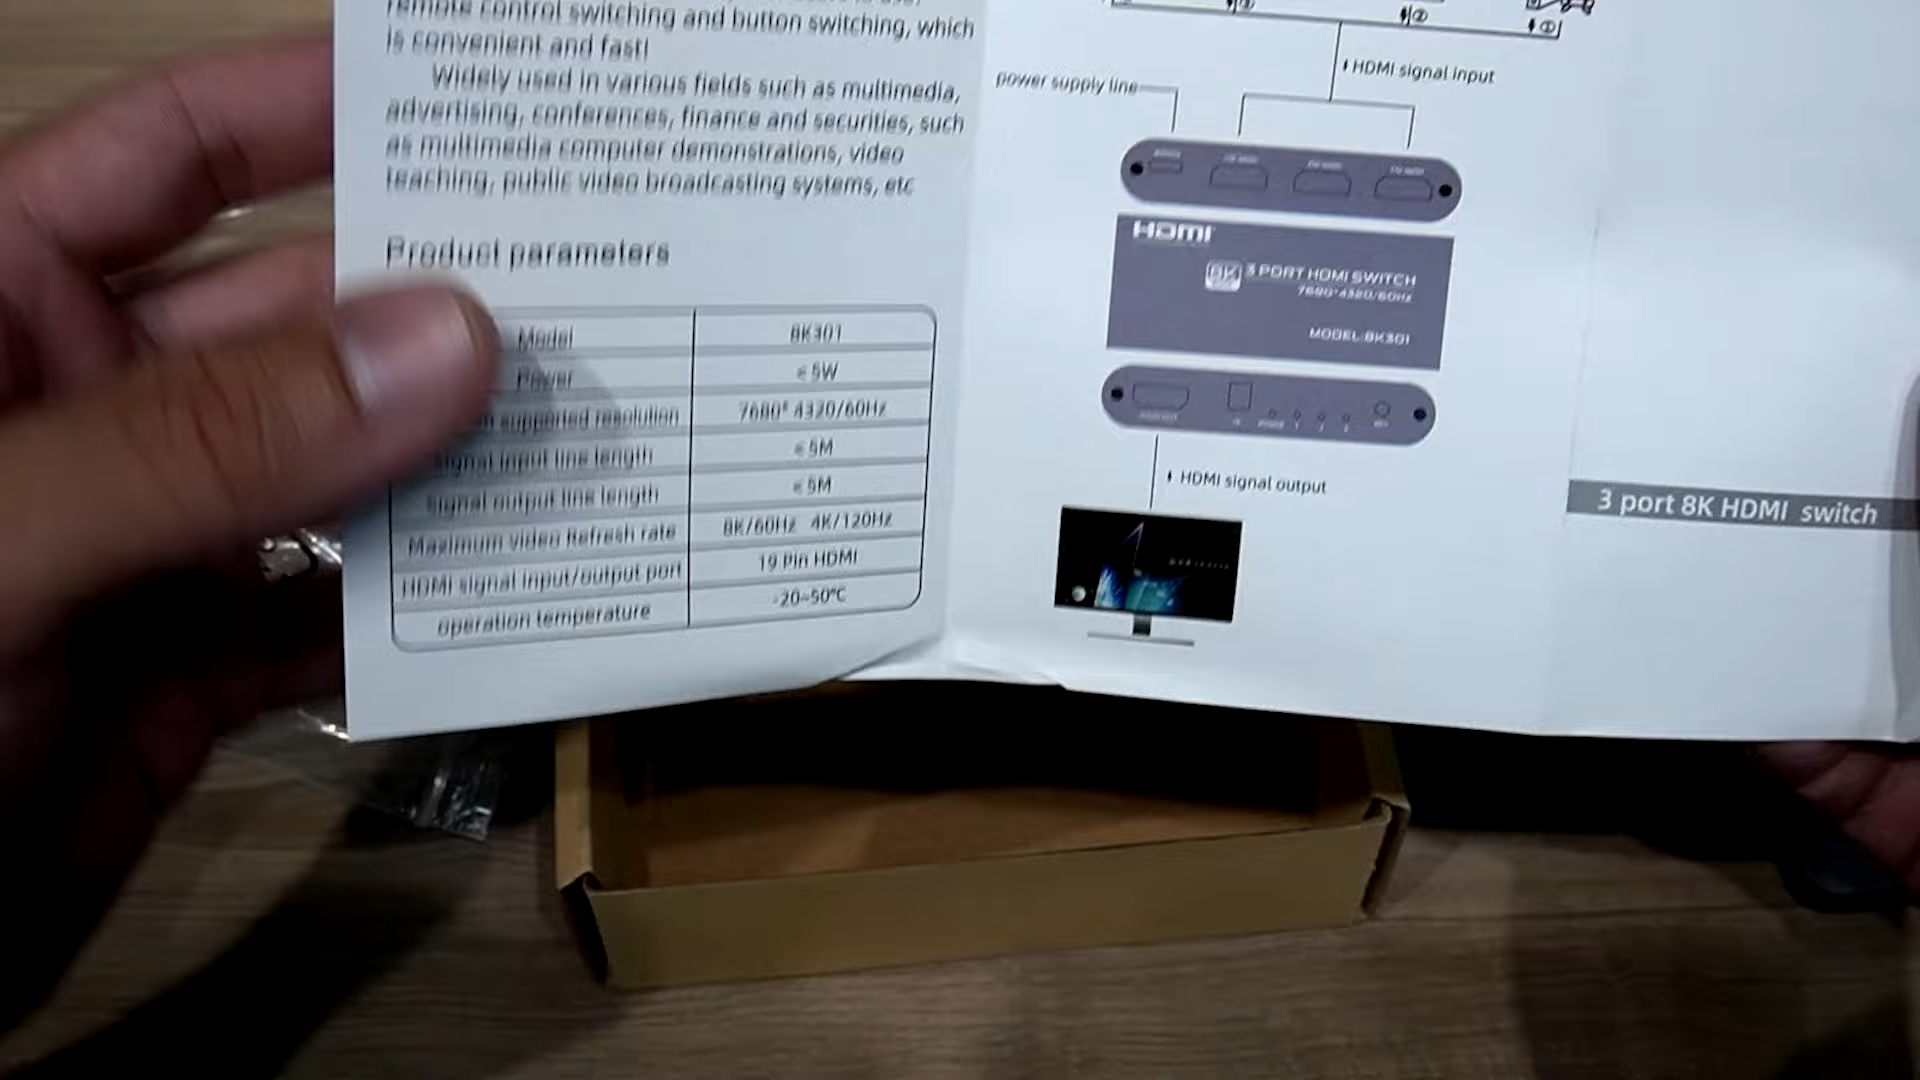 remote control switching and button switching, which
is convenient and fast!
Widely used in various fields such as multimedia,
advertising, conferences, finance and securities, such
as multimedia computer demonstrations, video
teaching, public video broadcasting systems, etc
Product parameters
Model 8K301
Power ≤5W
supported resolution 7680*4320/60Hz
Signal input line length ≤5M
Signal output line length ≤5M
Maximum video Refresh rate 8K/60Hz 4K/120Hz
HDMI signal input/output port 19 Pin HDMI
operation temperature -20~50℃
② ①
HDMI signal input
power supply line
HDMI
8K 3 PORT HDMI SWITCH
7680*4320/60Hz
MODEL:8K301
HDMI signal output
3 port 8K HDMI switch